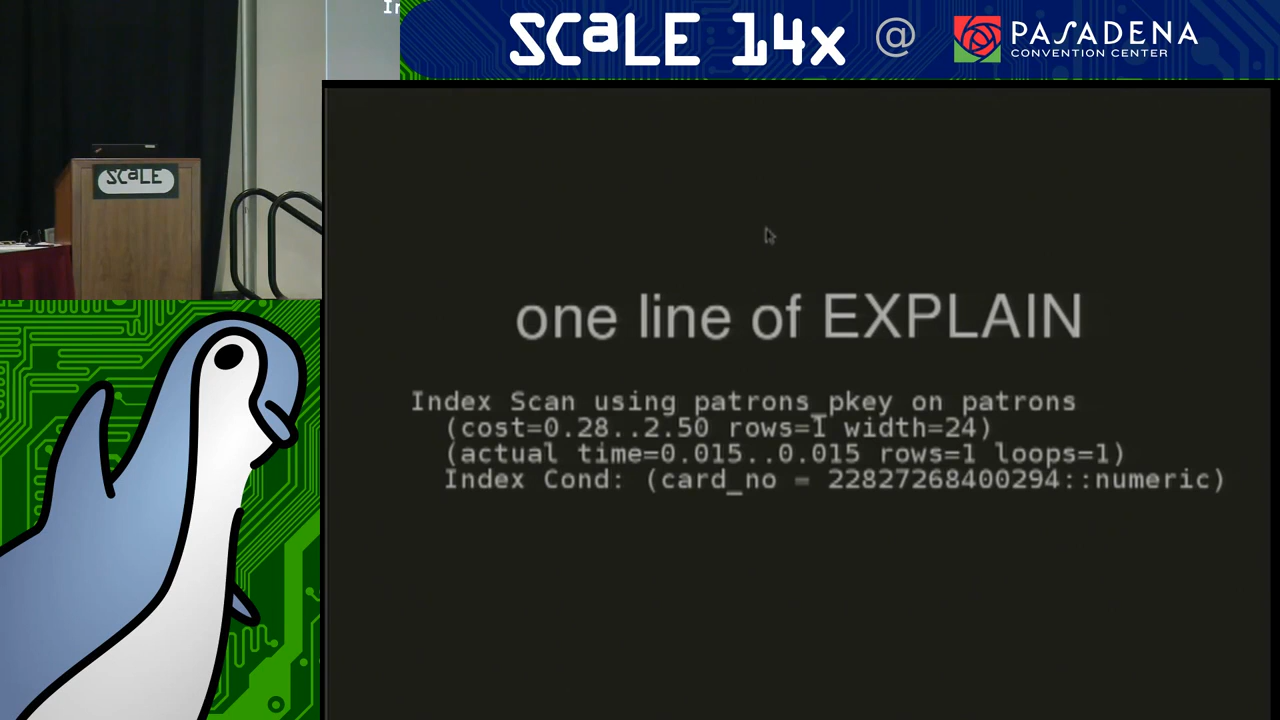 SCaLE 14x @ PASADENA
CONVENTION CENTER
SCaLE
one line of EXPLAIN
Index Scan using patrons_pkey on patrons
(cost=0.28..2.50 rows=1 width=24)
(actual time=0.015..0.015 rows=1 loops=1)
Index Cond: (card_no = 22827268400294::numeric)